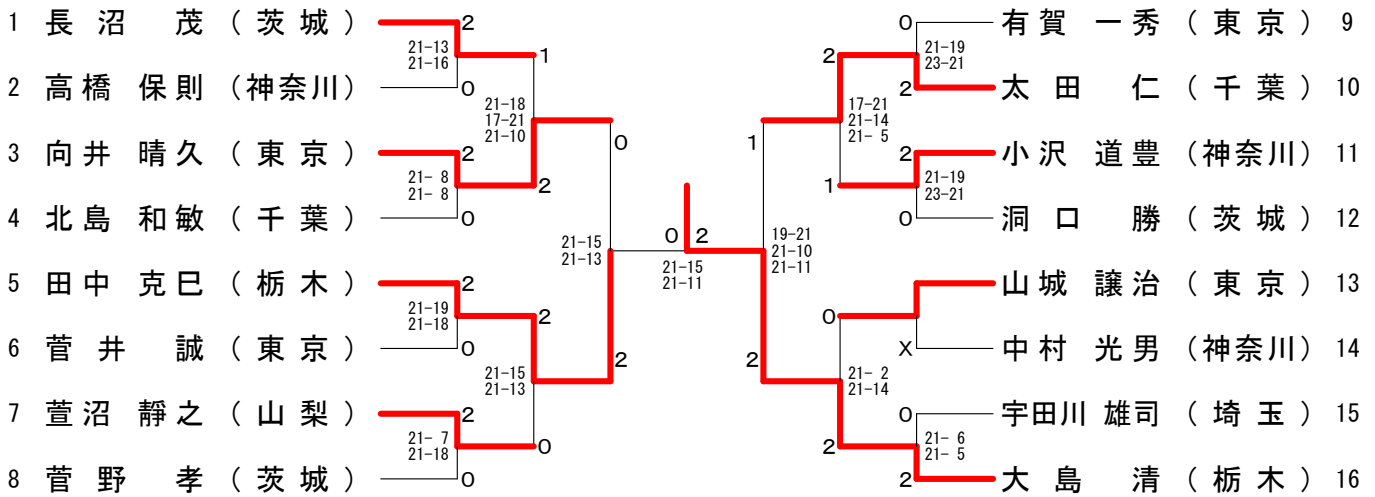 1 長沼 茂 (茨城) 2
21-13
21-16
1
2 高橋 保則 (神奈川) 0
21-18
17-21
21-10
0
3 向井 晴久 (東京) 2
21- 8
21- 8
2
4 北島 和敏 (千葉) 0
21-15
21-13
5 田中 克巳 (栃木) 2
21-19
21-18
2
6 菅井 誠 (東京) 0
21-15
21-13
2
7 萱沼 靜之 (山梨) 2
21- 7
21-18
0
8 菅野 孝 (茨城) 0
0 2
21-15
21-11
0 有賀 一秀 (東京) 9
21-19
23-21
2
2 太田 仁 (千葉) 10
17-21
21-14
21- 5
1
2 小沢 道豊 (神奈川) 11
21-19
23-21
1
0 洞口 勝 (茨城) 12
19-21
21-10
21-11
山城 譲治 (東京) 13
0
X 中村 光男 (神奈川) 14
21- 2
21-14
2
0 宇田川 雄司 (埼玉) 15
21- 6
21- 5
2
2 大島 清 (栃木) 16